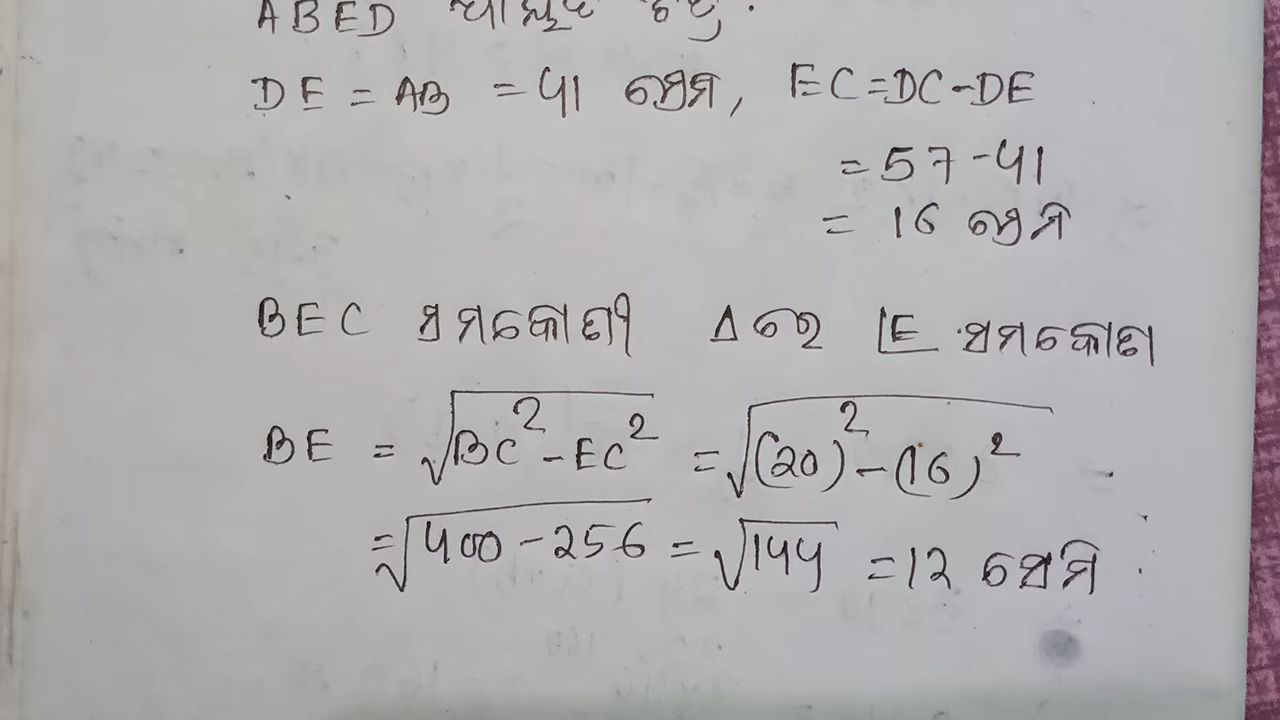 ABED
DE = AB = 41 ସେମି, EC=DC-DE
= 57-41
= 16 ସେମି
BEC ସମକୋଣୀ Δ ରେ ∠E ସମକୋଣ
BE = √(BC² - EC²) = √((20)² - (16)²)
= √(400 - 256) = √144 = 12 ସେମି